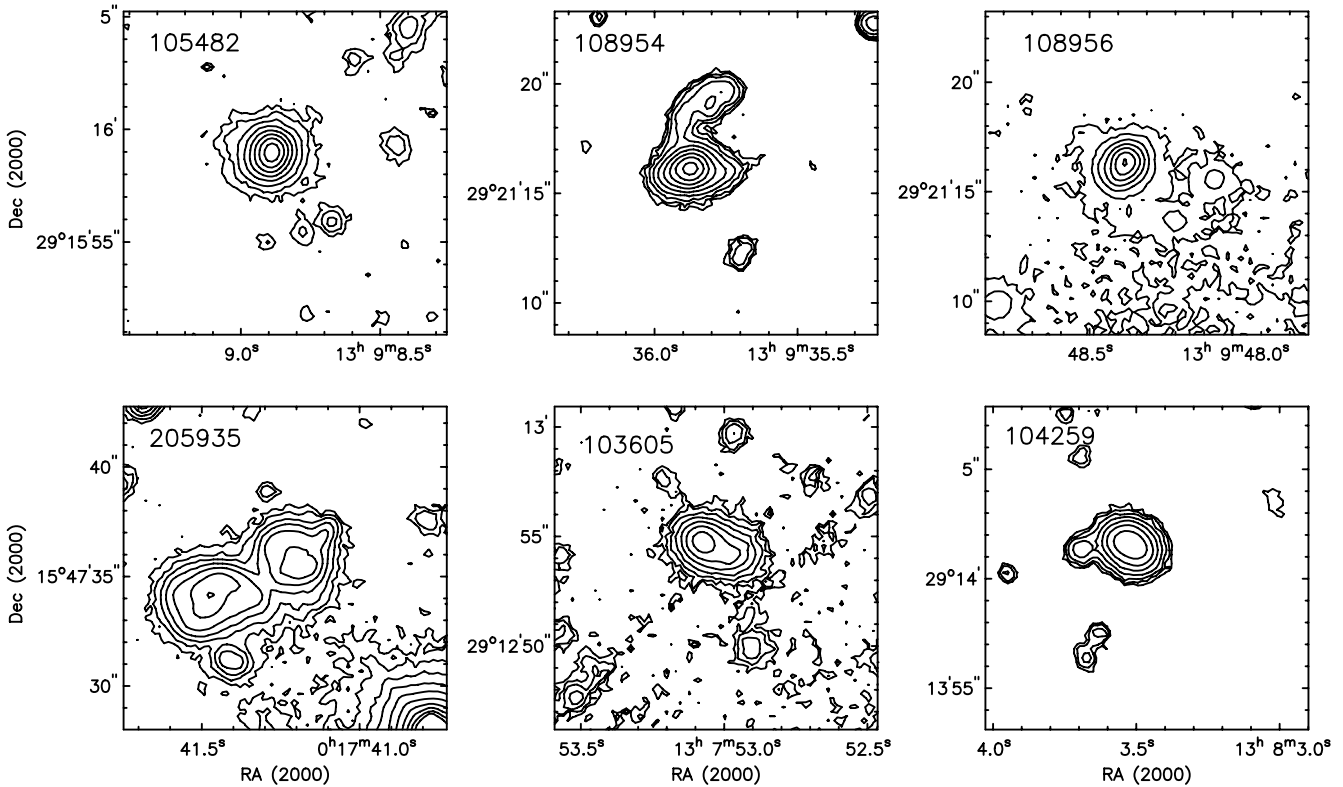 105482
108954
108956
5"
16'
29°15'55"
Dec (2000)
9.0s
13h 9m8.5s
20"
29°21'15"
10"
36.0s
13h 9m35.5s
20"
29°21'15"
10"
48.5s
13h 9m48.0s
205935
103605
104259
40"
15°47'35"
30"
Dec (2000)
41.5s
0h17m41.0s
RA (2000)
13'
55"
29°12'50"
53.5s
13h 7m53.0s
52.5s
RA (2000)
5"
29°14'
13'55"
4.0s
3.5s
13h 8m3.0s
RA (2000)